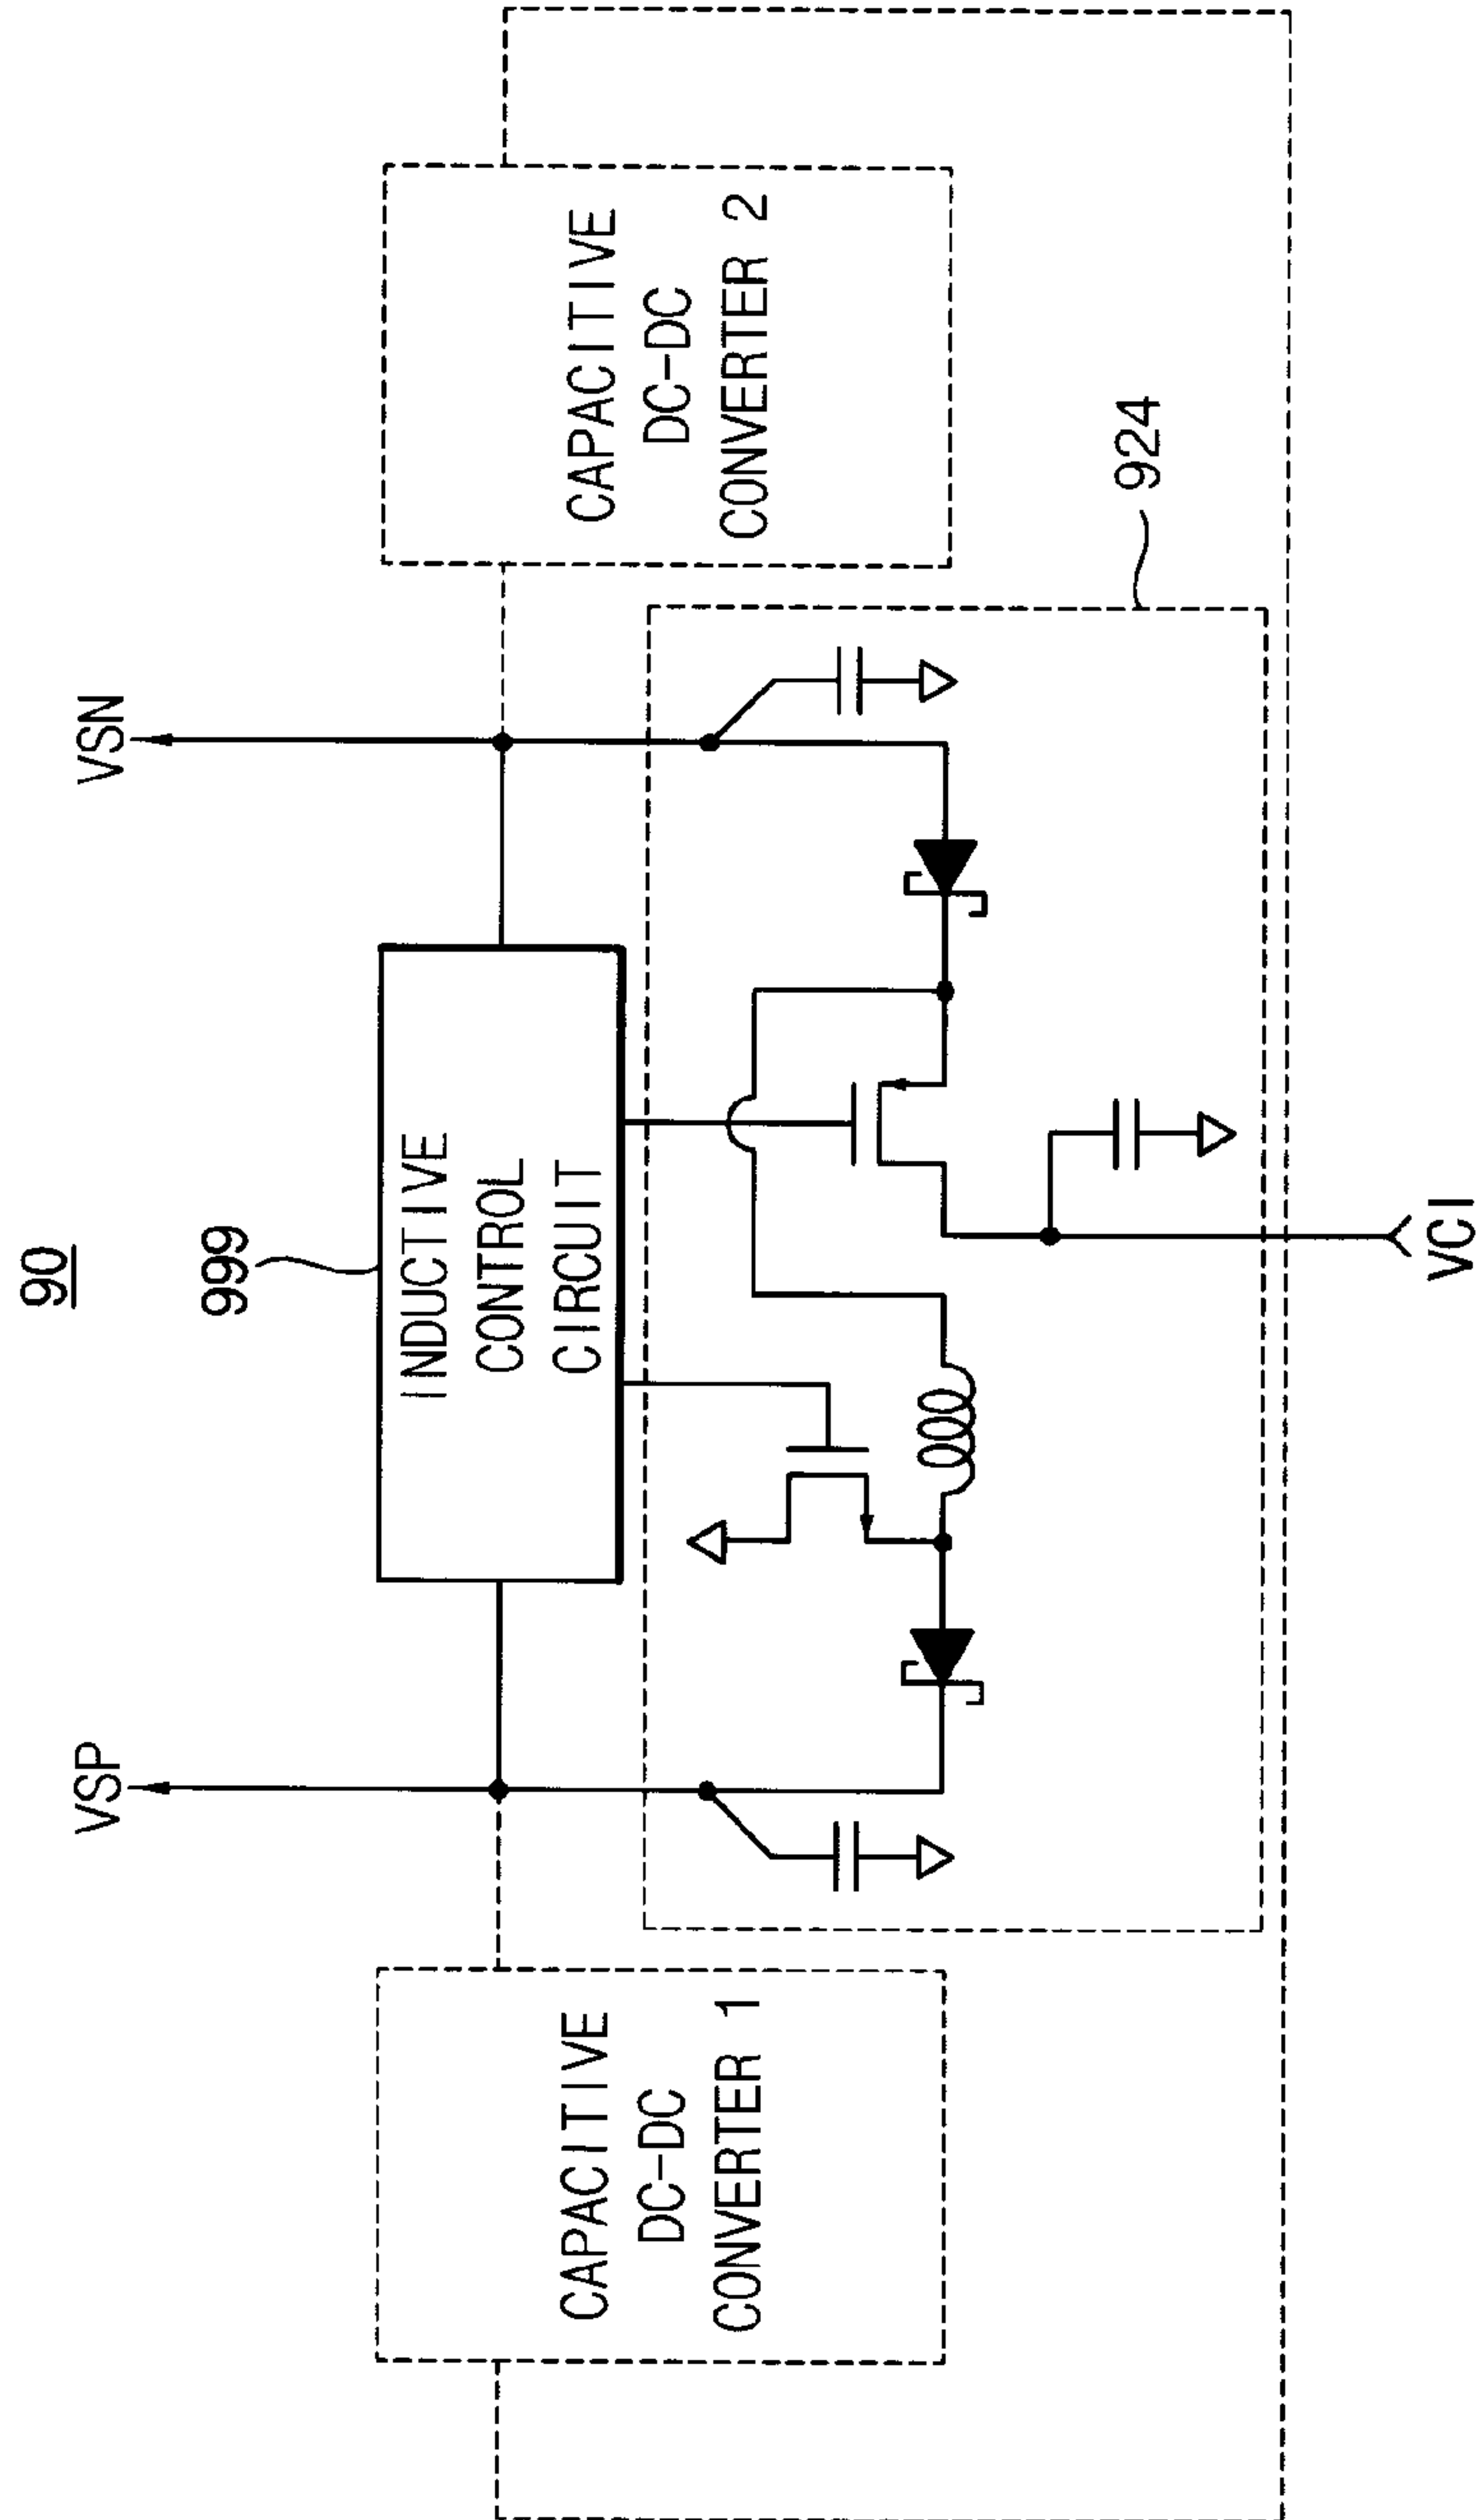 90
999
VSP
VSN
INDUCTIVE
CONTROL
CIRCUIT
CAPACITIVE
DC-DC
CONVERTER 1
CAPACITIVE
DC-DC
CONVERTER 2
924
VCI